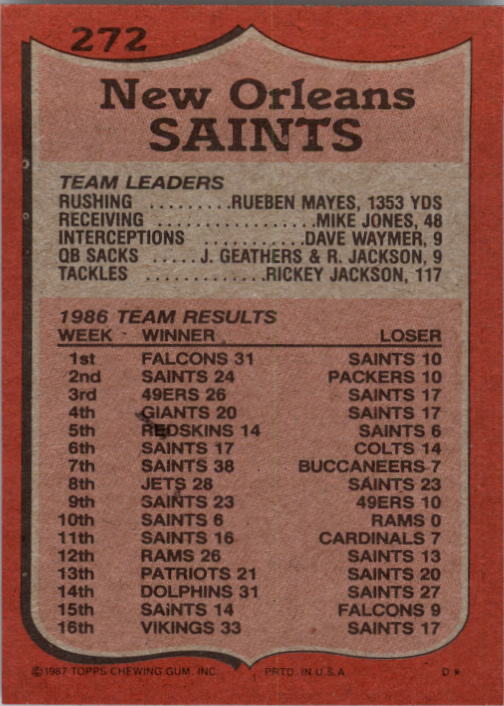 272
New Orleans
SAINTS
TEAM LEADERS
RUSHING .........RUEBEN MAYES, 1353 YDS
RECEIVING .................MIKE JONES, 48
INTERCEPTIONS ...........DAVE WAYMER, 9
QB SACKS .....J. GEATHERS & R. JACKSON, 9
TACKLES .............RICKEY JACKSON, 117
1986 TEAM RESULTS
WEEK WINNER LOSER
1st FALCONS 31 SAINTS 10
2nd SAINTS 24 PACKERS 10
3rd 49ERS 26 SAINTS 17
4th GIANTS 20 SAINTS 17
5th REDSKINS 14 SAINTS 6
6th SAINTS 17 COLTS 14
7th SAINTS 38 BUCCANEERS 7
8th JETS 28 SAINTS 23
9th SAINTS 23 49ERS 10
10th SAINTS 6 RAMS 0
11th SAINTS 16 CARDINALS 7
12th RAMS 26 SAINTS 13
13th PATRIOTS 21 SAINTS 20
14th DOLPHINS 31 SAINTS 27
15th SAINTS 14 FALCONS 9
16th VIKINGS 33 SAINTS 17
© 1987 TOPPS CHEWING GUM, INC. PRTD. IN U.S.A. D*